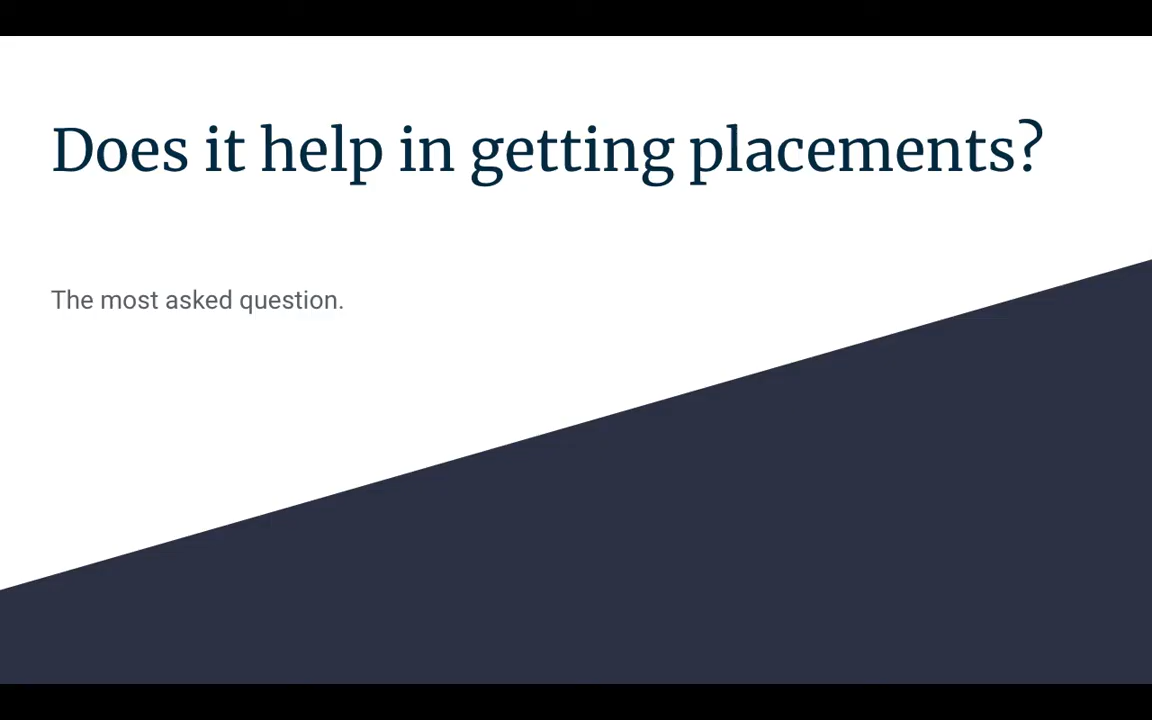 Does it help in getting placements?
The most asked question.